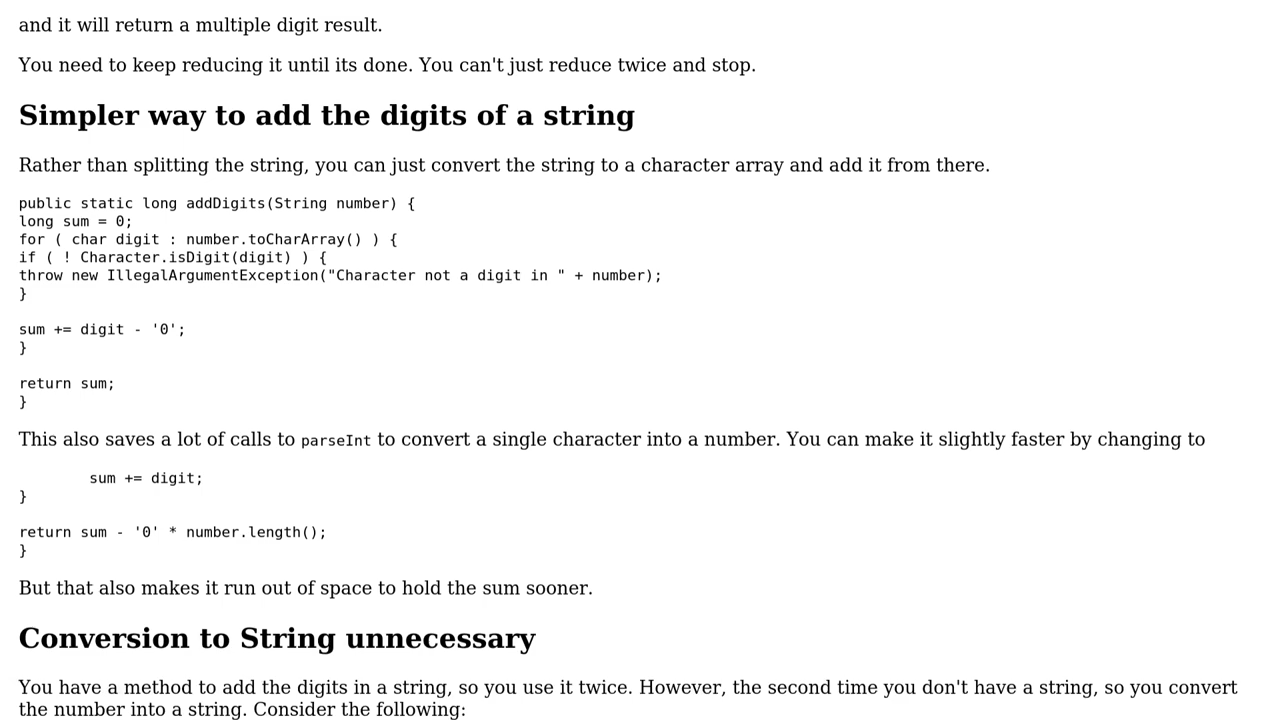 and it will return a multiple digit result.
You need to keep reducing it until its done. You can't just reduce twice and stop.
Simpler way to add the digits of a string
Rather than splitting the string, you can just convert the string to a character array and add it from there.
public static long addDigits(String number) {
long sum = 0;
for ( char digit : number.toCharArray() ) {
if ( ! Character.isDigit(digit) ) {
throw new IllegalArgumentException("Character not a digit in " + number);
}
sum += digit - '0';
}
return sum;
}
This also saves a lot of calls to parseInt to convert a single character into a number. You can make it slightly faster by changing to
sum += digit;
}
return sum - '0' * number.length();
}
But that also makes it run out of space to hold the sum sooner.
Conversion to String unnecessary
You have a method to add the digits in a string, so you use it twice. However, the second time you don't have a string, so you convert
the number into a string. Consider the following: